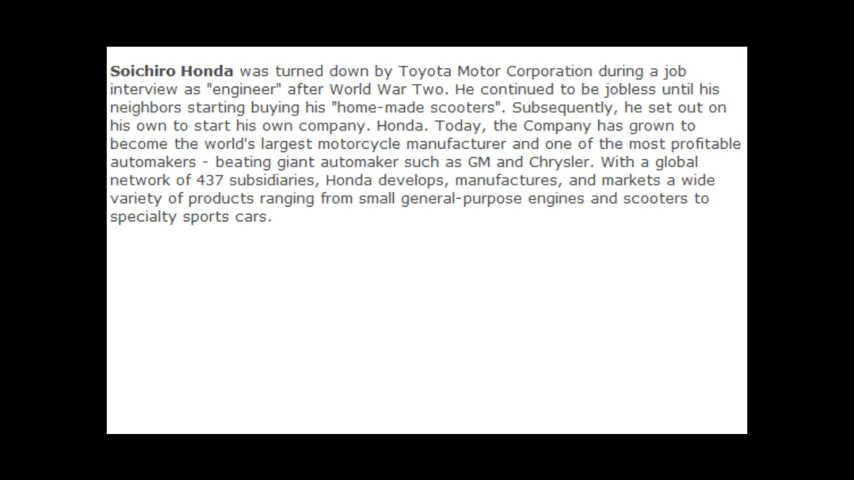 Soichiro Honda was turned down by Toyota Motor Corporation during a job
interview as "engineer" after World War Two. He continued to be jobless until his
neighbors starting buying his "home-made scooters". Subsequently, he set out on
his own to start his own company. Honda. Today, the Company has grown to
become the world's largest motorcycle manufacturer and one of the most profitable
automakers - beating giant automaker such as GM and Chrysler. With a global
network of 437 subsidiaries, Honda develops, manufactures, and markets a wide
variety of products ranging from small general-purpose engines and scooters to
specialty sports cars.